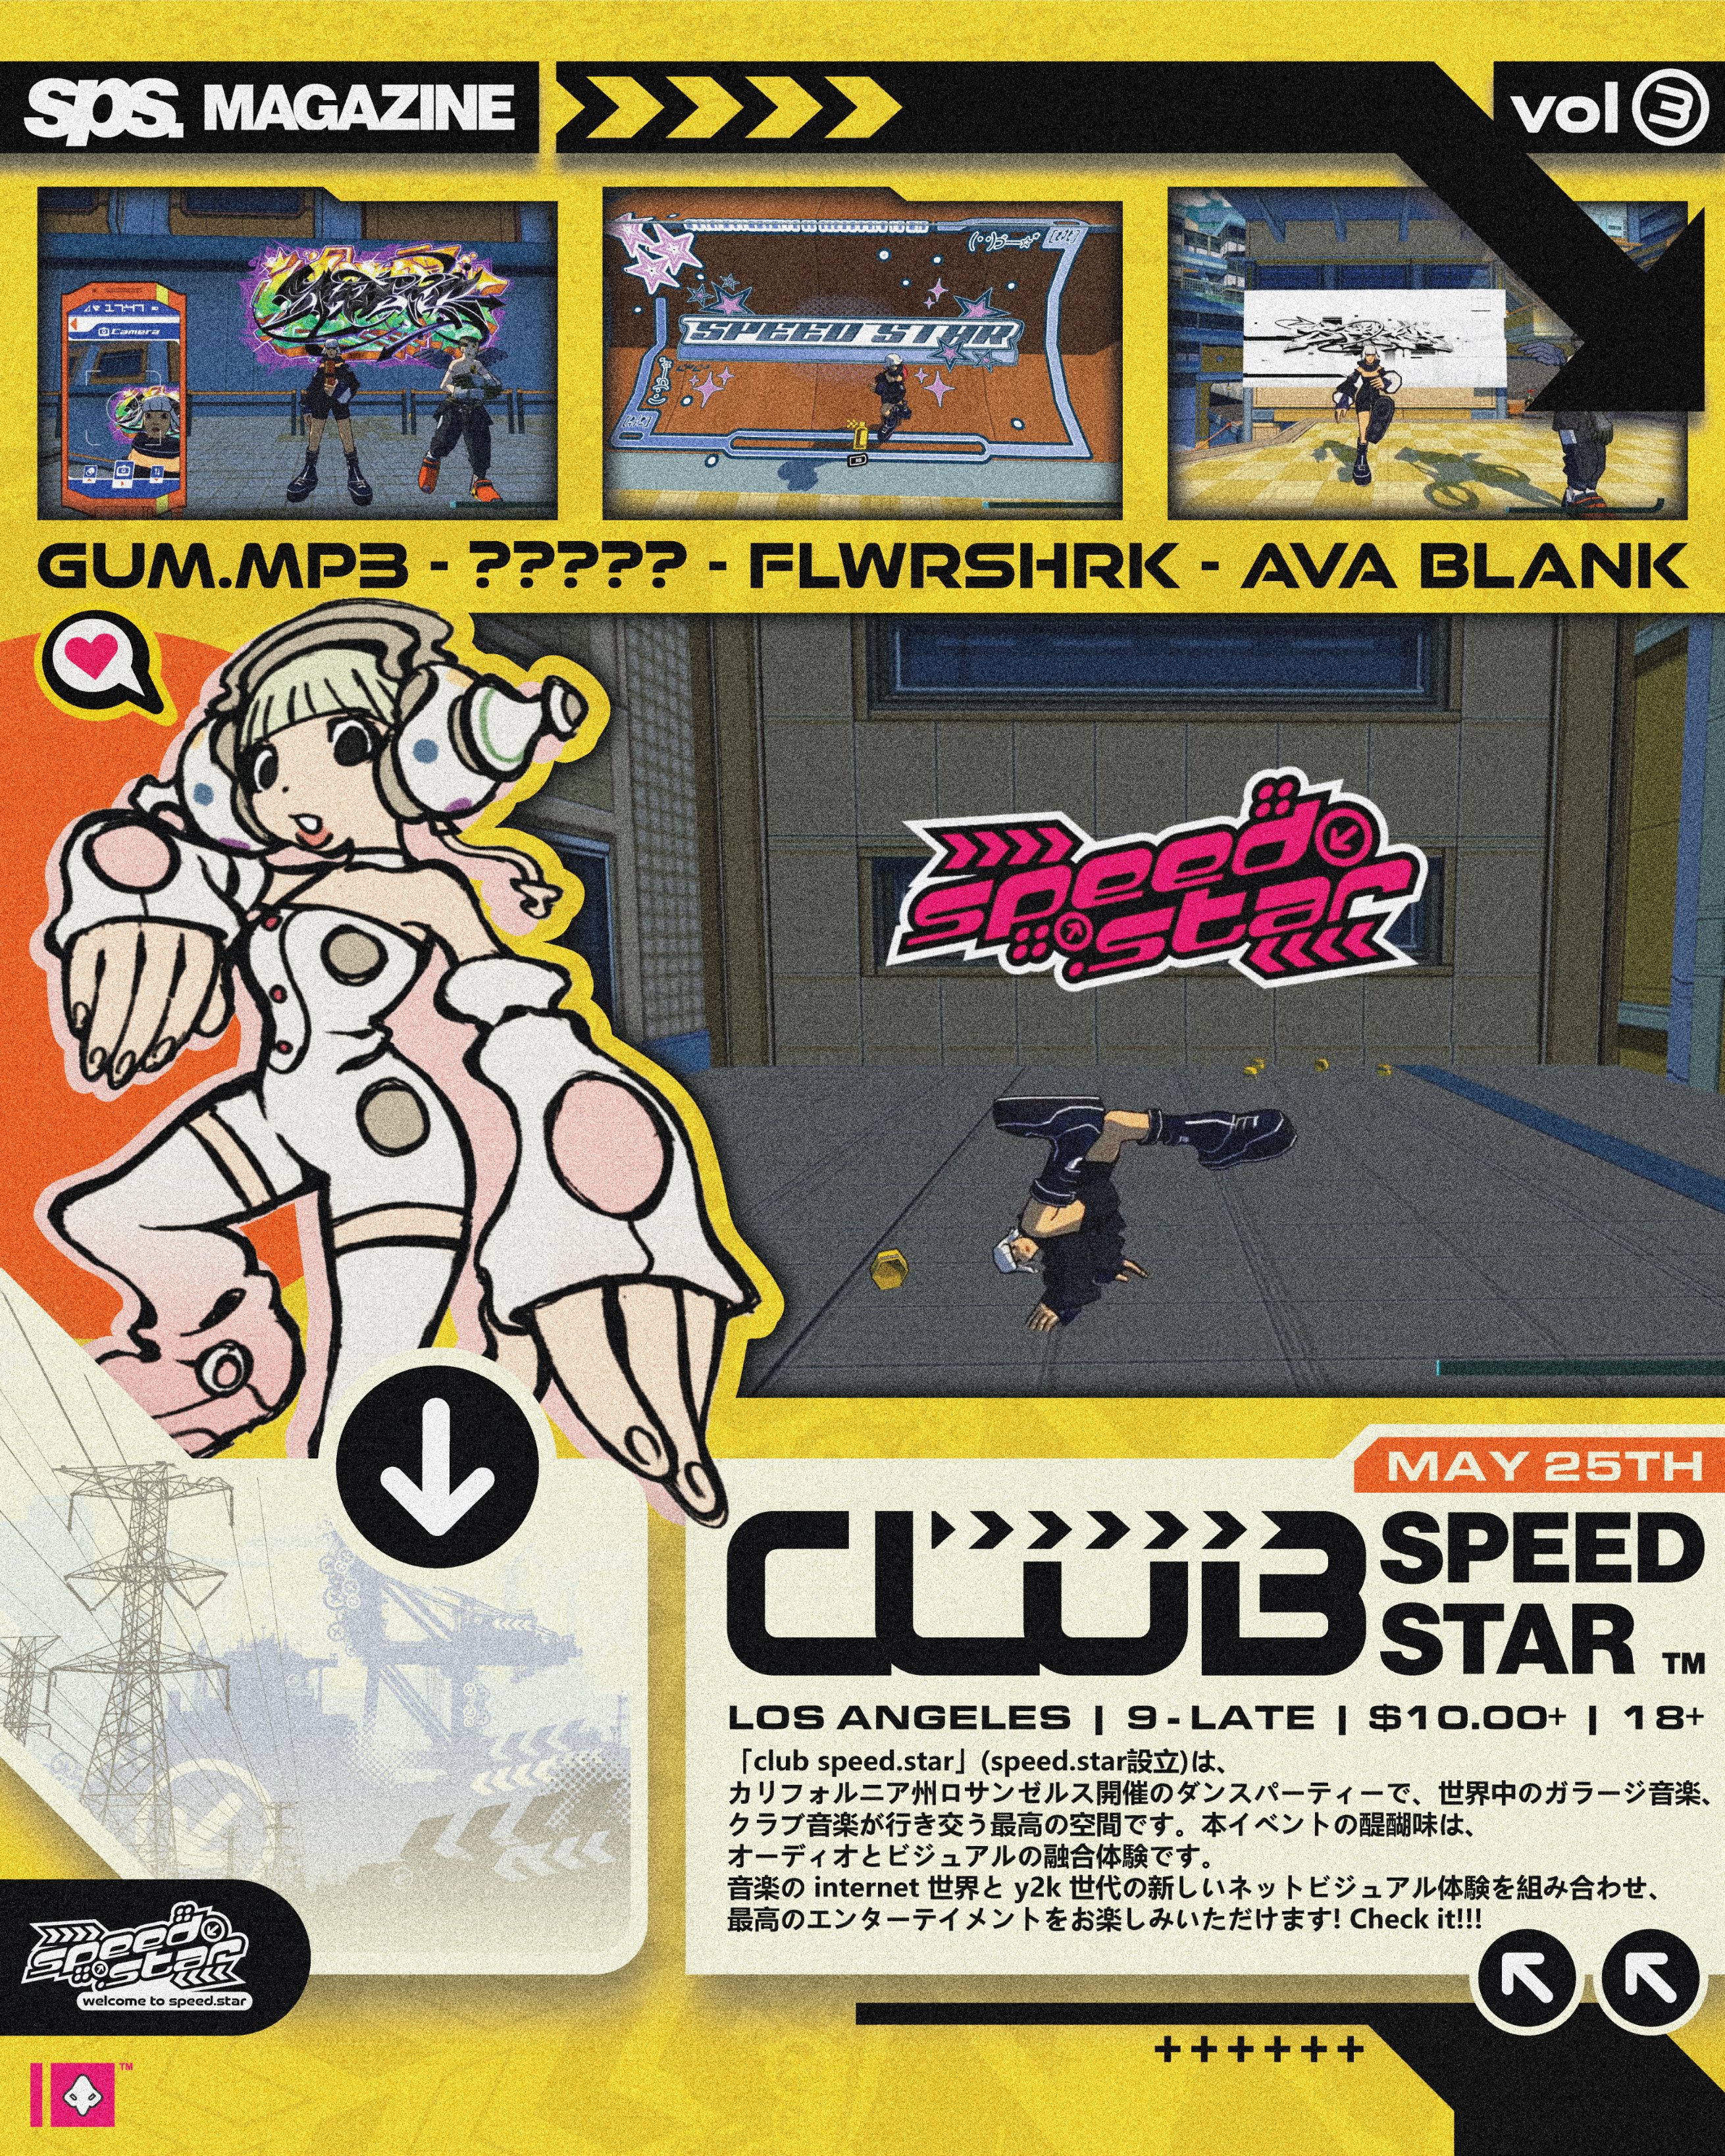 sps. MAGAZINE
vol 3
17:47
Camera
SPEED STAR
GUM.MP3 - ????? - FLWRSHRK - AVA BLANK
speed
.star
MAY 25TH
CLUB SPEED
STAR TM
LOS ANGELES | 9 - LATE | $10.00+ | 18+
「club speed.star」(speed.star設立)は、
カリフォルニア州ロサンゼルス開催のダンスパーティーで、世界中のガラージ音楽、
クラブ音楽が行き交う最高の空間です。本イベントの醍醐味は、
オーディオとビジュアルの融合体験です。
音楽の internet 世界と y2k 世代の新しいネットビジュアル体験を組み合わせ、
最高のエンターテイメントをお楽しみいただけます! Check it!!!
speed
.star
welcome to speed.star
++++++
TM